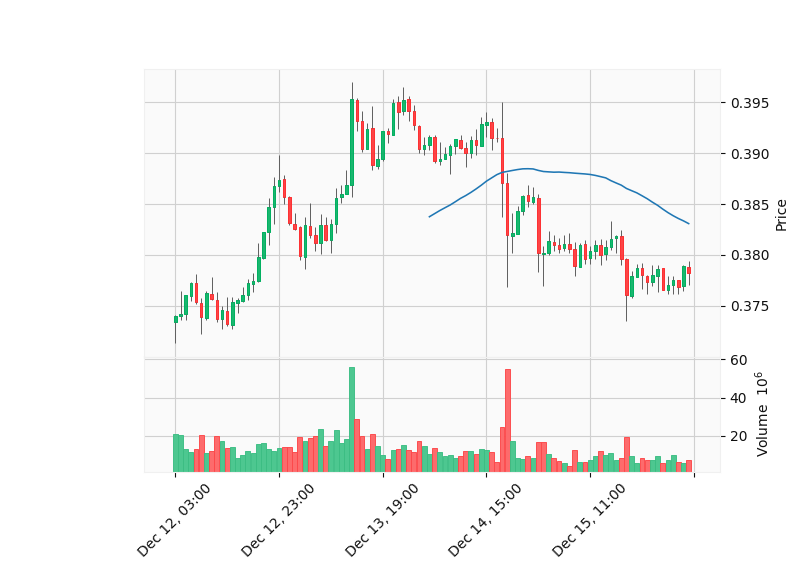 0.395
0.390
0.385
0.380
0.375
Price
60
40
20
Volume 10^6
Dec 12, 03:00
Dec 12, 23:00
Dec 13, 19:00
Dec 14, 15:00
Dec 15, 11:00